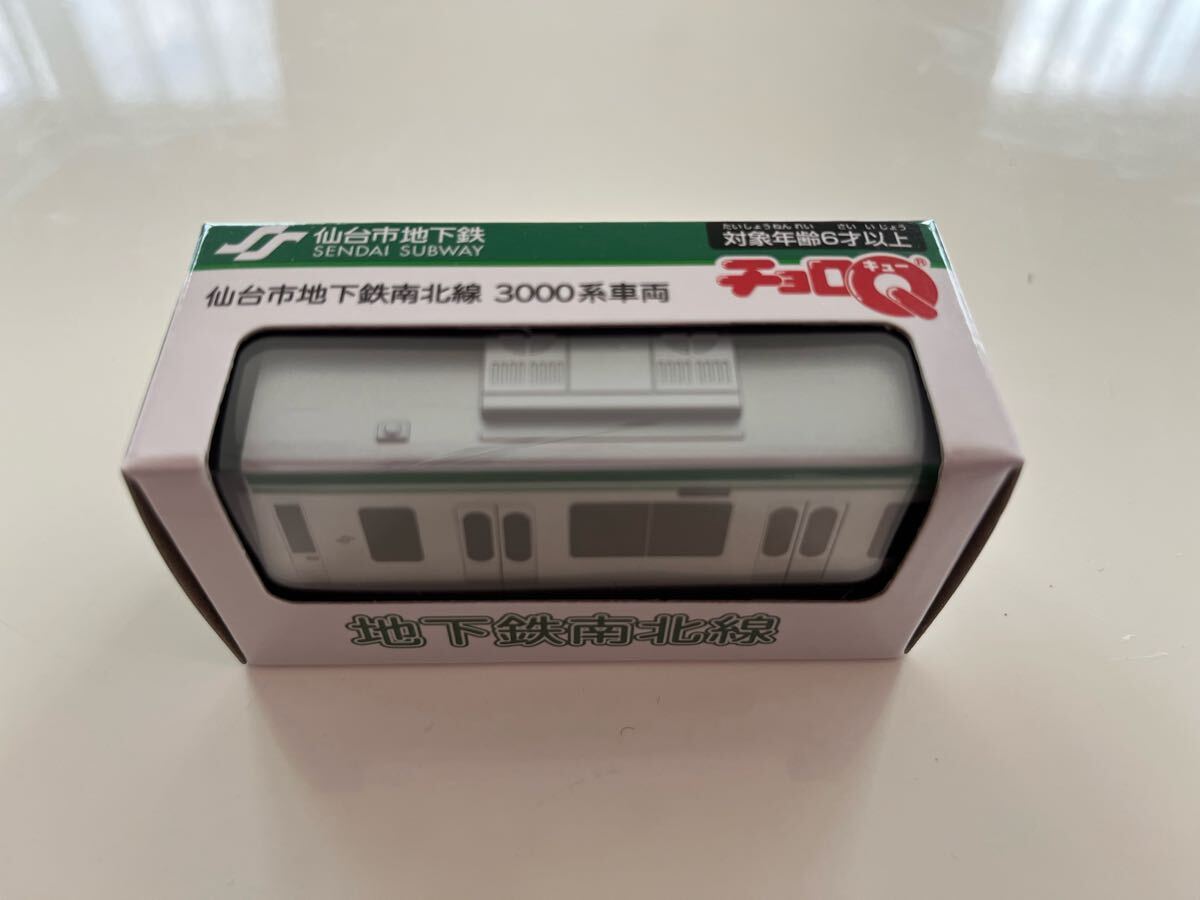 仙台市地下鉄
SENDAI SUBWAY
たいしょうねんれい さい いじょう
対象年齢6才以上
仙台市地下鉄南北線 3000系車両
チョロQ®
キュー
地下鉄南北線